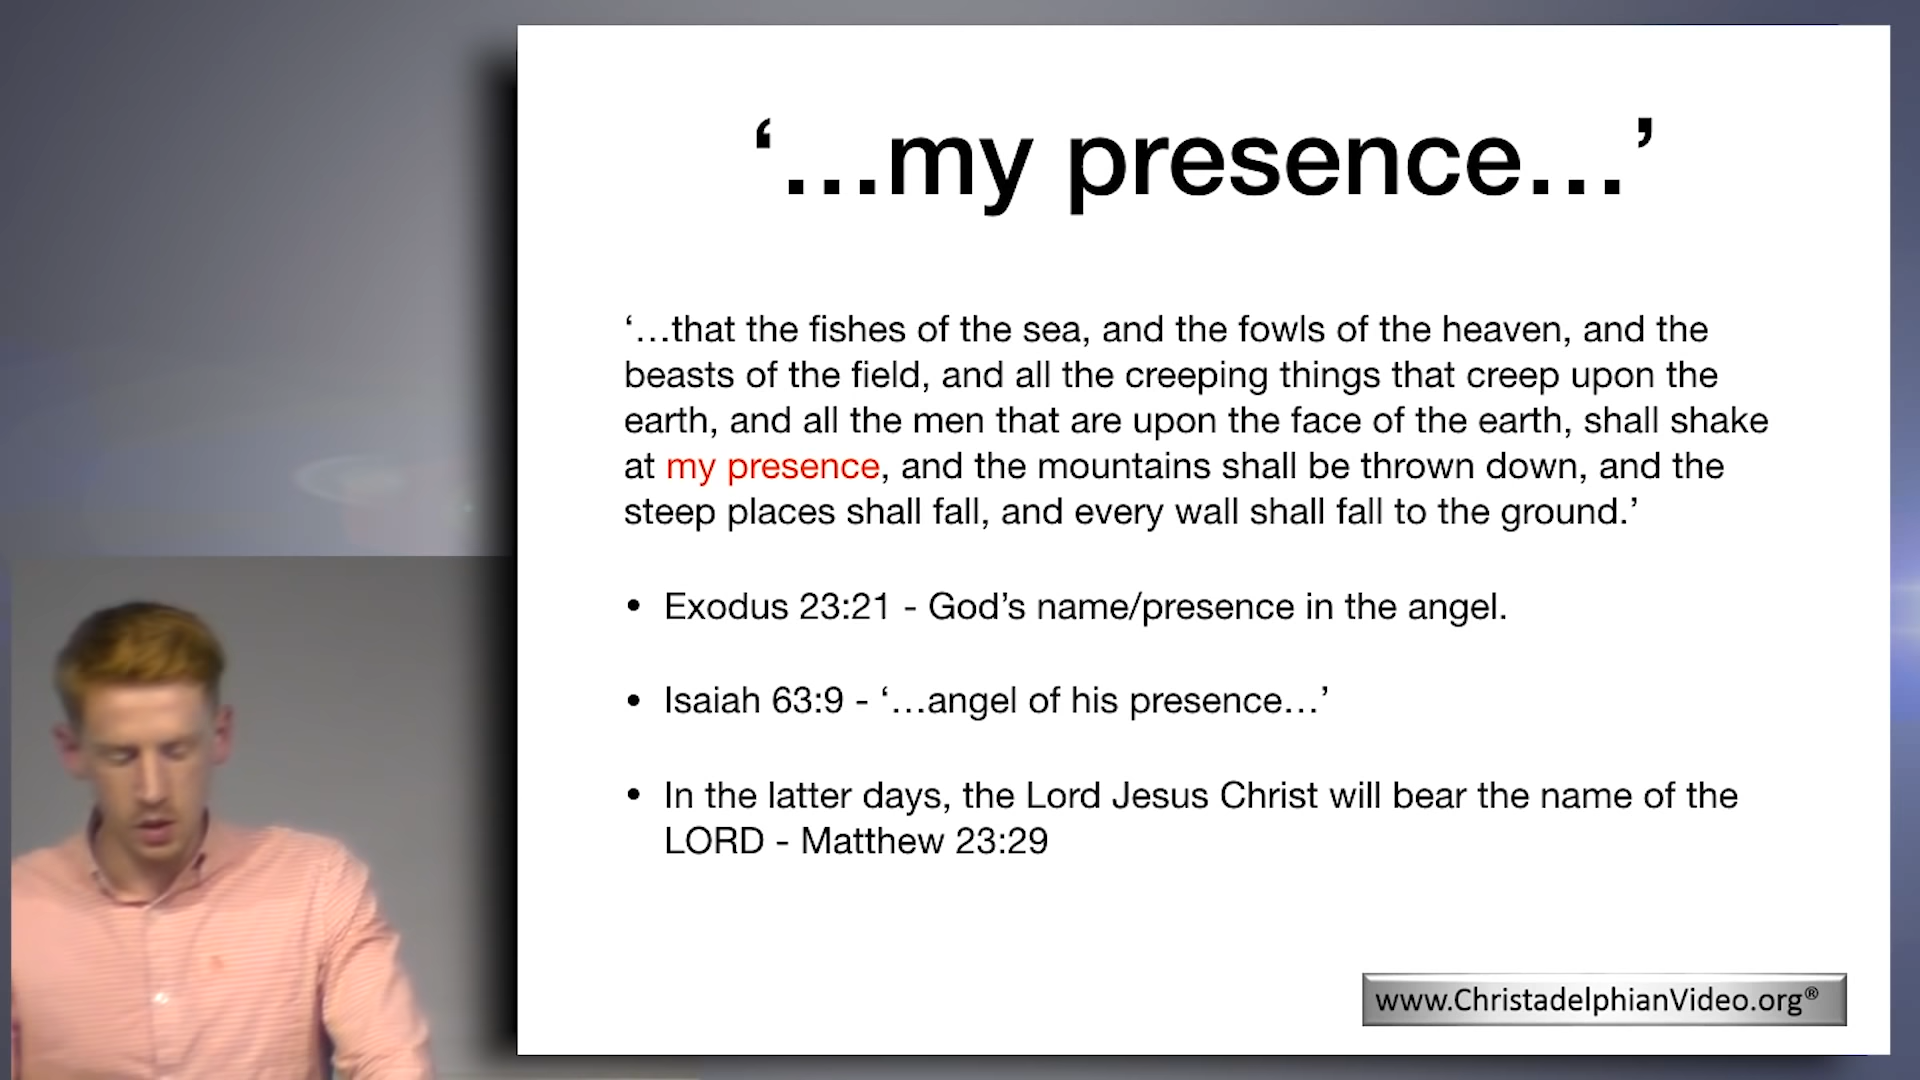 ‘…my presence…’
‘…that the fishes of the sea, and the fowls of the heaven, and the
beasts of the field, and all the creeping things that creep upon the
earth, and all the men that are upon the face of the earth, shall shake
at my presence, and the mountains shall be thrown down, and the
steep places shall fall, and every wall shall fall to the ground.’
• Exodus 23:21 - God’s name/presence in the angel.
• Isaiah 63:9 - ‘…angel of his presence…’
• In the latter days, the Lord Jesus Christ will bear the name of the
LORD - Matthew 23:29
www.ChristadelphianVideo.org®